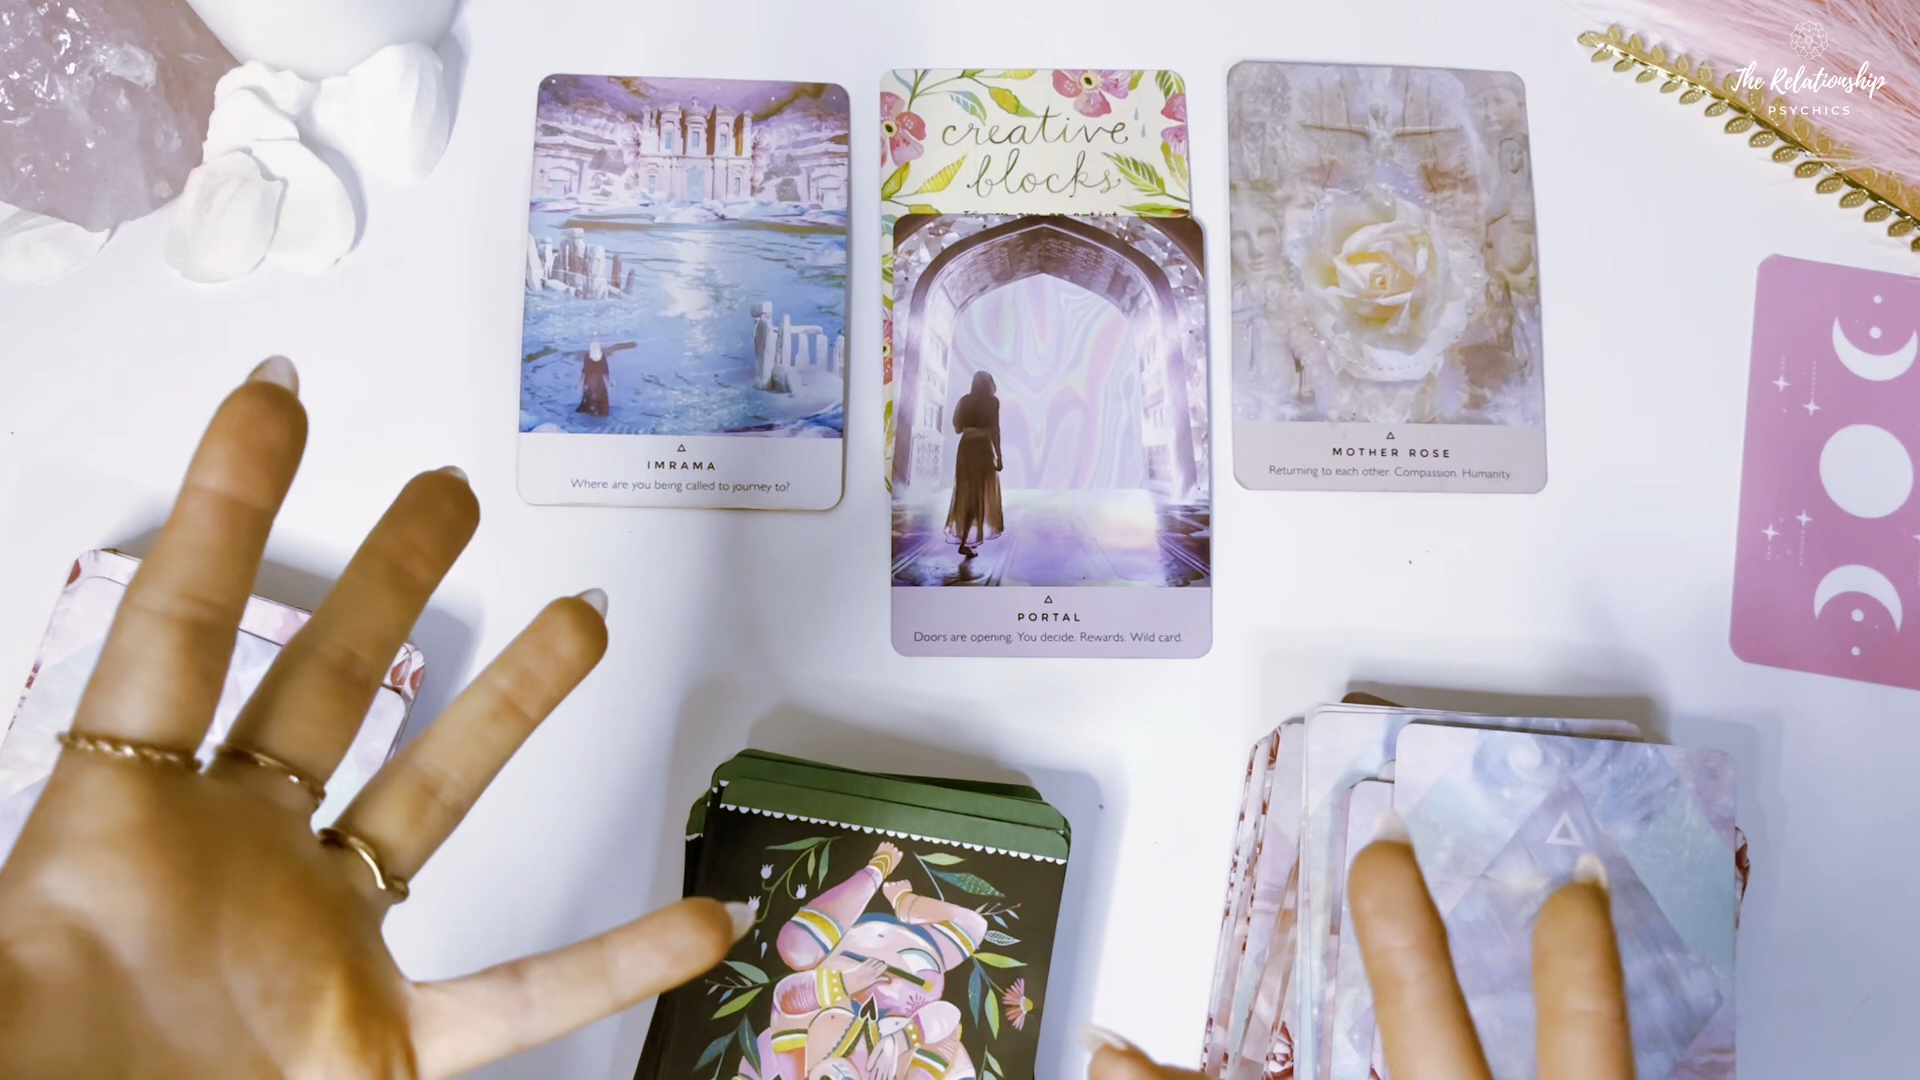 The Relationship
PSYCHICS
creative
blocks
IMRAMA
Where are you being called to journey to?
PORTAL
Doors are opening. You decide. Rewards. Wild card.
MOTHER ROSE
Returning to each other. Compassion. Humanity